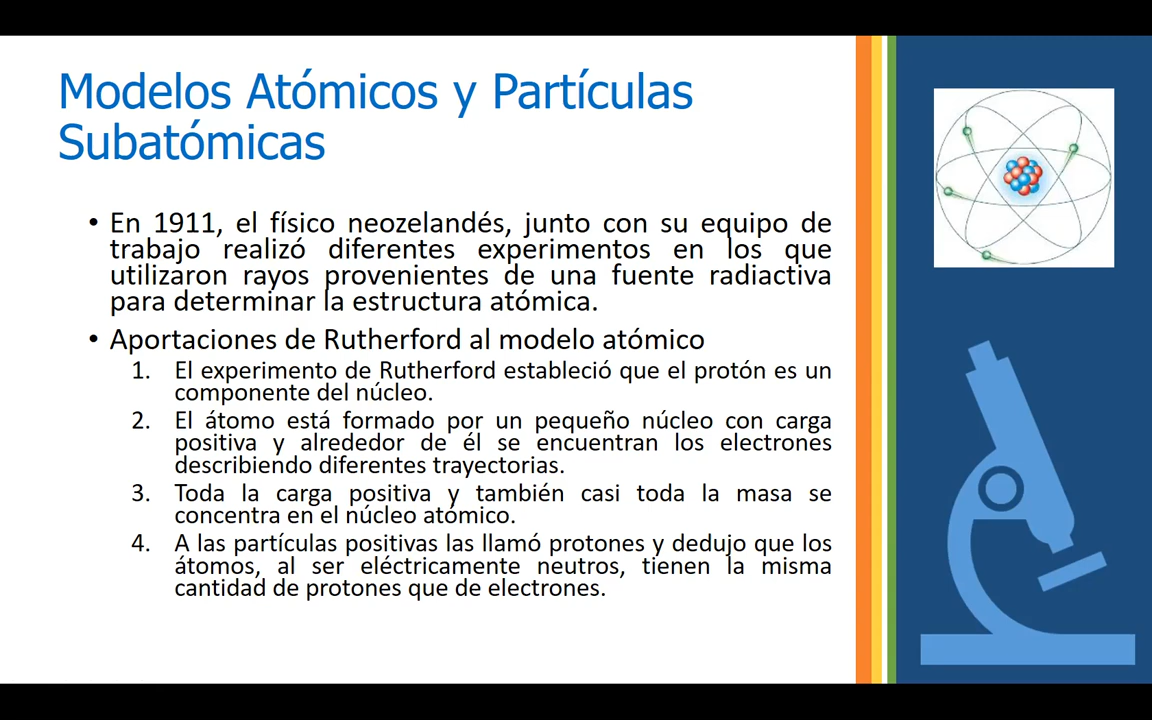 Modelos Atómicos y Partículas
Subatómicas
• En 1911, el físico neozelandés, junto con su equipo de
trabajo realizó diferentes experimentos en los que
utilizaron rayos provenientes de una fuente radiactiva
para determinar la estructura atómica.
• Aportaciones de Rutherford al modelo atómico
1. El experimento de Rutherford estableció que el protón es un
componente del núcleo.
2. El átomo está formado por un pequeño núcleo con carga
positiva y alrededor de él se encuentran los electrones
describiendo diferentes trayectorias.
3. Toda la carga positiva y también casi toda la masa se
concentra en el núcleo atómico.
4. A las partículas positivas las llamó protones y dedujo que los
átomos, al ser eléctricamente neutros, tienen la misma
cantidad de protones que de electrones.